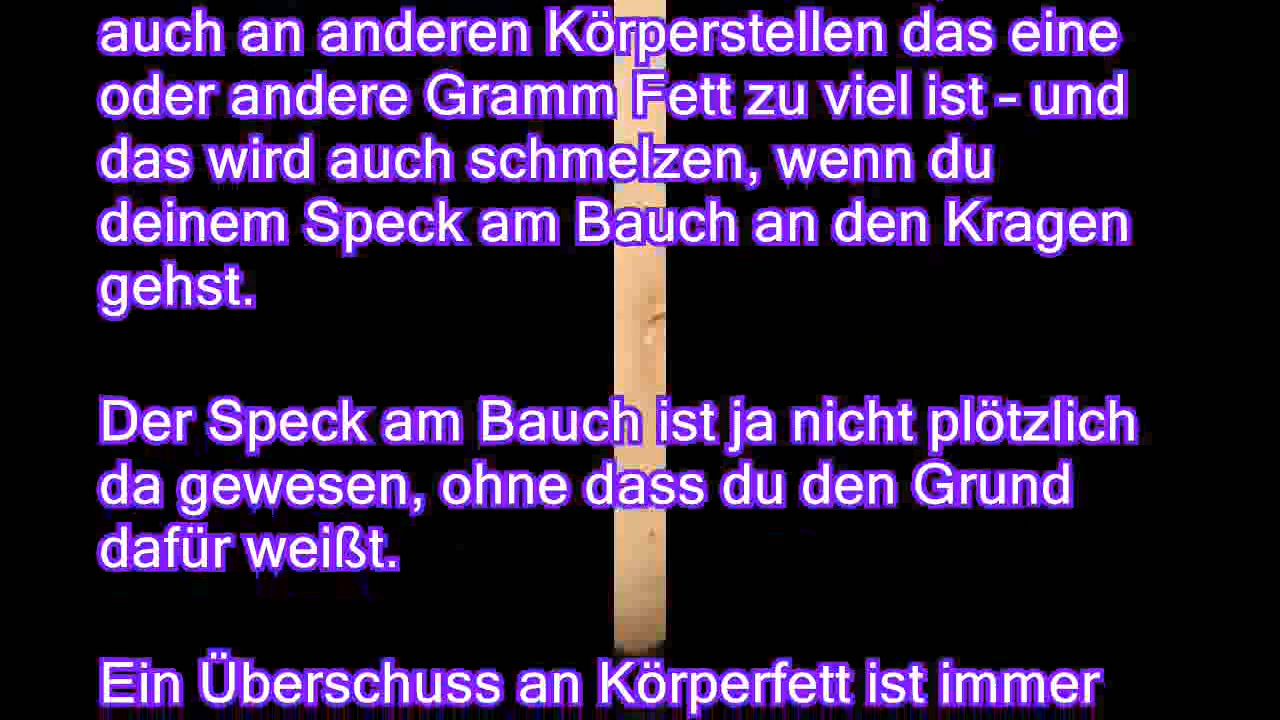 auch an anderen Körperstellen das eine
oder andere Gramm Fett zu viel ist – und
das wird auch schmelzen, wenn du
deinem Speck am Bauch an den Kragen
gehst.
Der Speck am Bauch ist ja nicht plötzlich
da gewesen, ohne dass du den Grund
dafür weißt.
Ein Überschuss an Körperfett ist immer